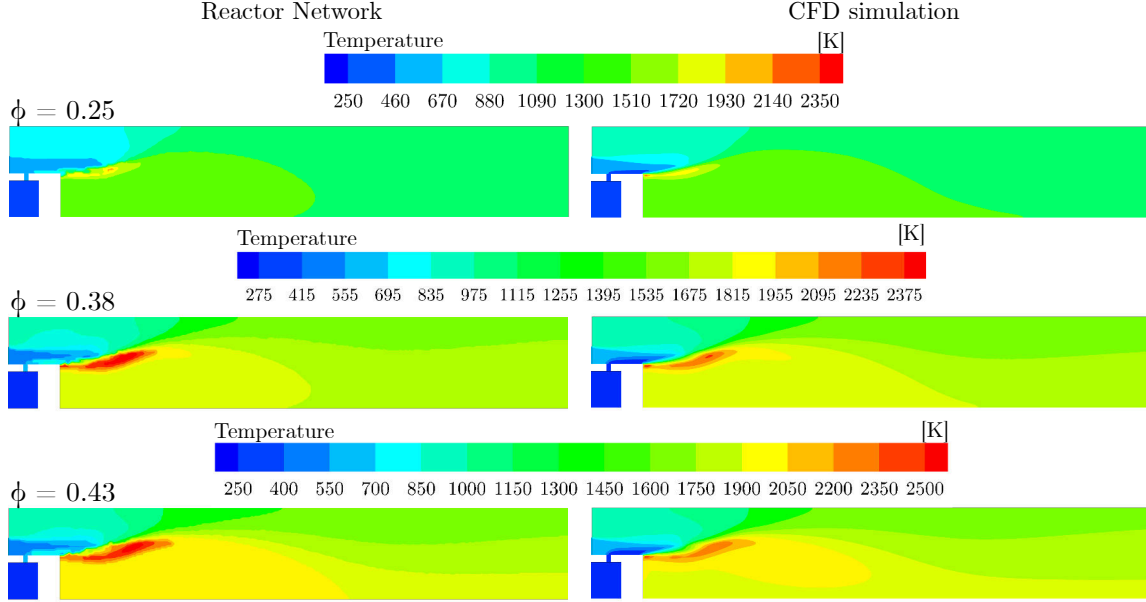 Reactor Network CFD simulation
Temperature [K]
250 460 670 880 1090 1300 1510 1720 1930 2140 2350
ϕ = 0.25
Temperature [K]
275 415 555 695 835 975 1115 1255 1395 1535 1675 1815 1955 2095 2235 2375
ϕ = 0.38
Temperature [K]
250 400 550 700 850 1000 1150 1300 1450 1600 1750 1900 2050 2200 2350 2500
ϕ = 0.43